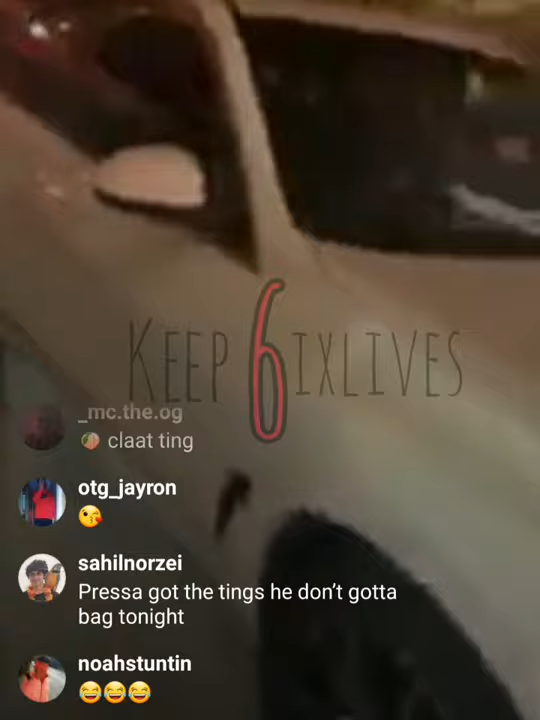 KEEP 6IXLIVES
_mc.the.og
🥭 claat ting
otg_jayron
😘
sahilnorzei
Pressa got the tings he don't gotta
bag tonight
noahstuntin
😂😂😂